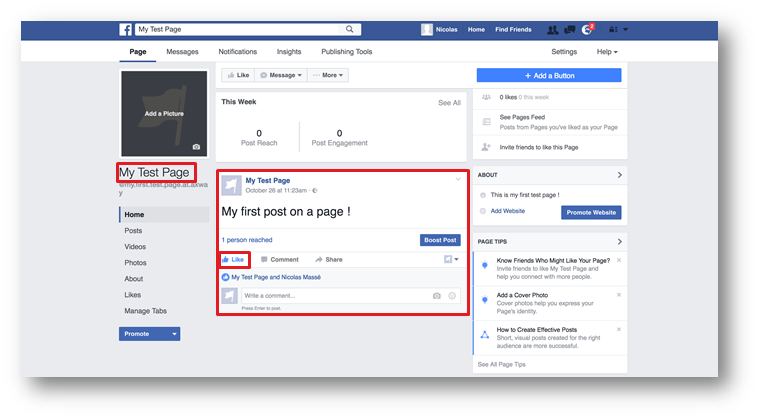 My Test Page
Nicolas Home Find Friends 2
Page Messages Notifications Insights Publishing Tools Settings Help
Add a Picture
My Test Page
@my.first.test.page.at.axway
Home
Posts
Videos
Photos
About
Likes
Manage Tabs
Promote
Like Message More
This Week See All
0 0
Post Reach Post Engagement
My Test Page
October 28 at 11:23am ·
My first post on a page !
1 person reached Boost Post
Like Comment Share
My Test Page and Nicolas Massé
Write a comment...
Press Enter to post.
+ Add a Button
0 likes 0 this week
See Pages Feed
Posts from Pages you've liked as your Page
Invite friends to like this Page
ABOUT
This is my first test page !
Add Website Promote Website
PAGE TIPS
Know Friends Who Might Like Your Page?
Invite friends to like My Test Page and
help you connect with more people.
Add a Cover Photo
Cover photos help you express your
Page's identity.
How to Create Effective Posts
Short, visual posts created for the right
audience are more successful.
See All Page Tips